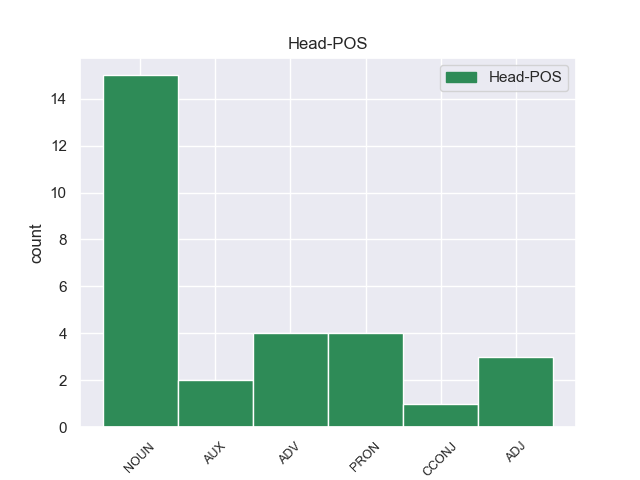 Head-POS
Head-POS
count
14
12
10
8
6
4
2
0
NOUN
AUX
ADV
PRON
CCONJ
ADJ